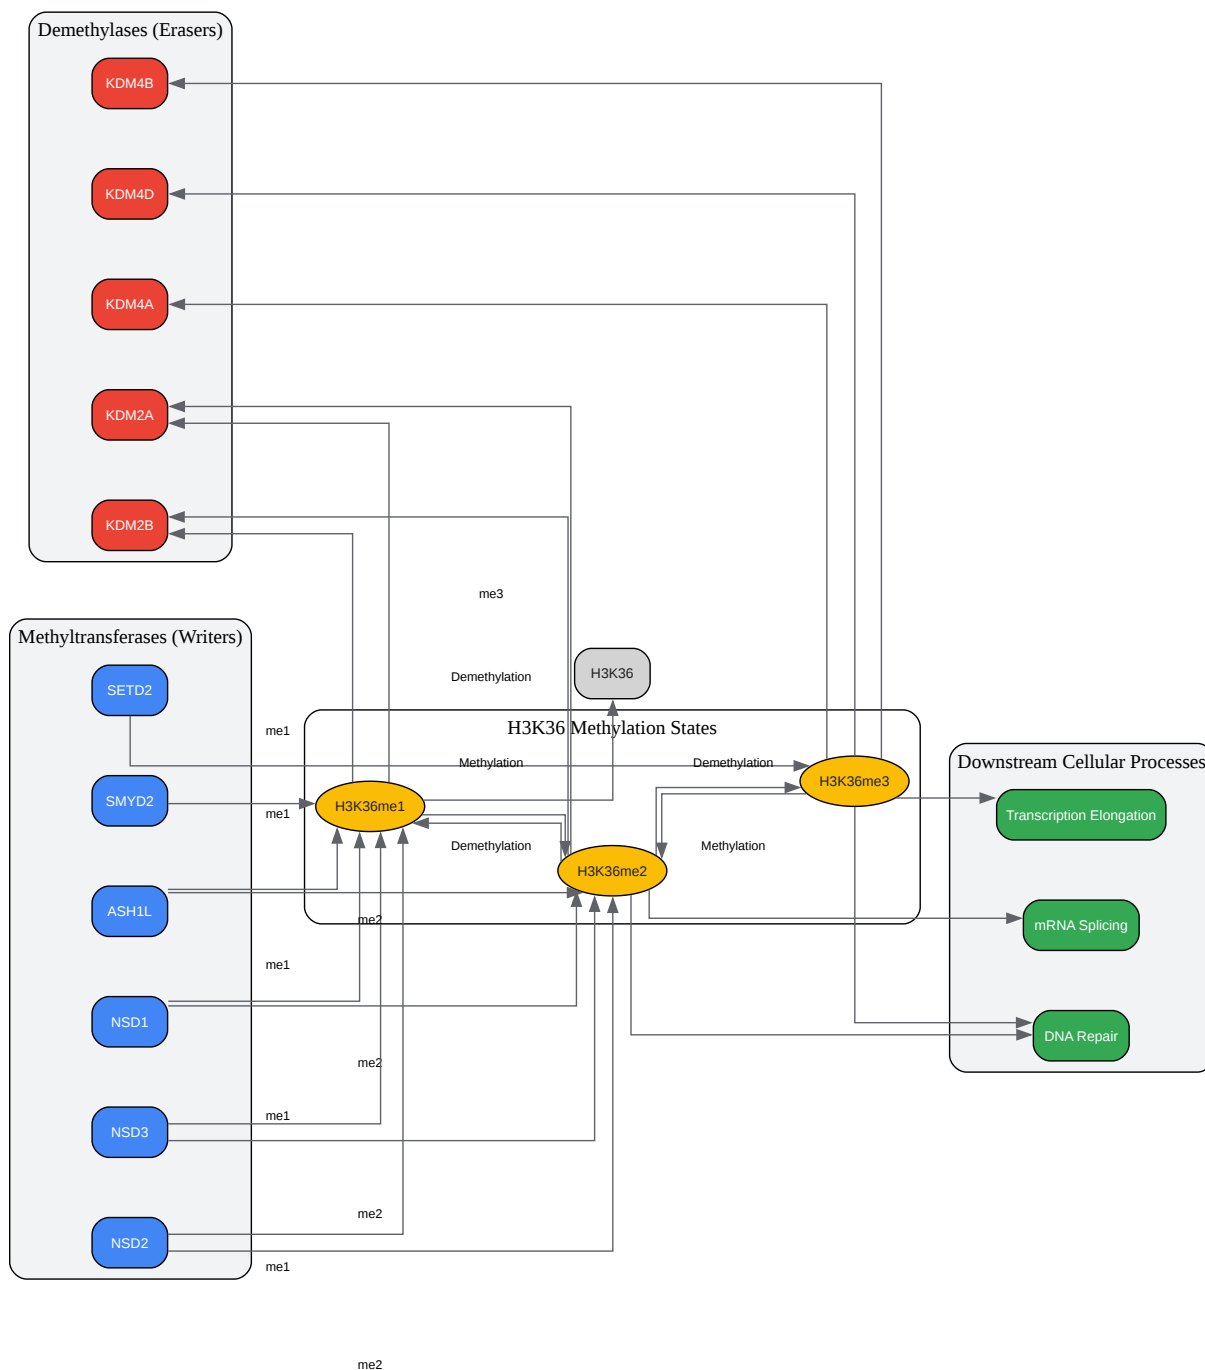 Demethylases (Erasers)
KDM4B
KDM4D
KDM4A
KDM2A
KDM2B
me3
Methyltransferases (Writers)
SETD2
SMYD2
ASH1L
NSD1
NSD3
NSD2
me1
me1
me2
me1
me2
me1
me2
me1
me2
H3K36
Demethylation
H3K36 Methylation States
Methylation
Demethylation
H3K36me1
H3K36me3
Demethylation
Methylation
H3K36me2
Downstream Cellular Processes
Transcription Elongation
mRNA Splicing
DNA Repair